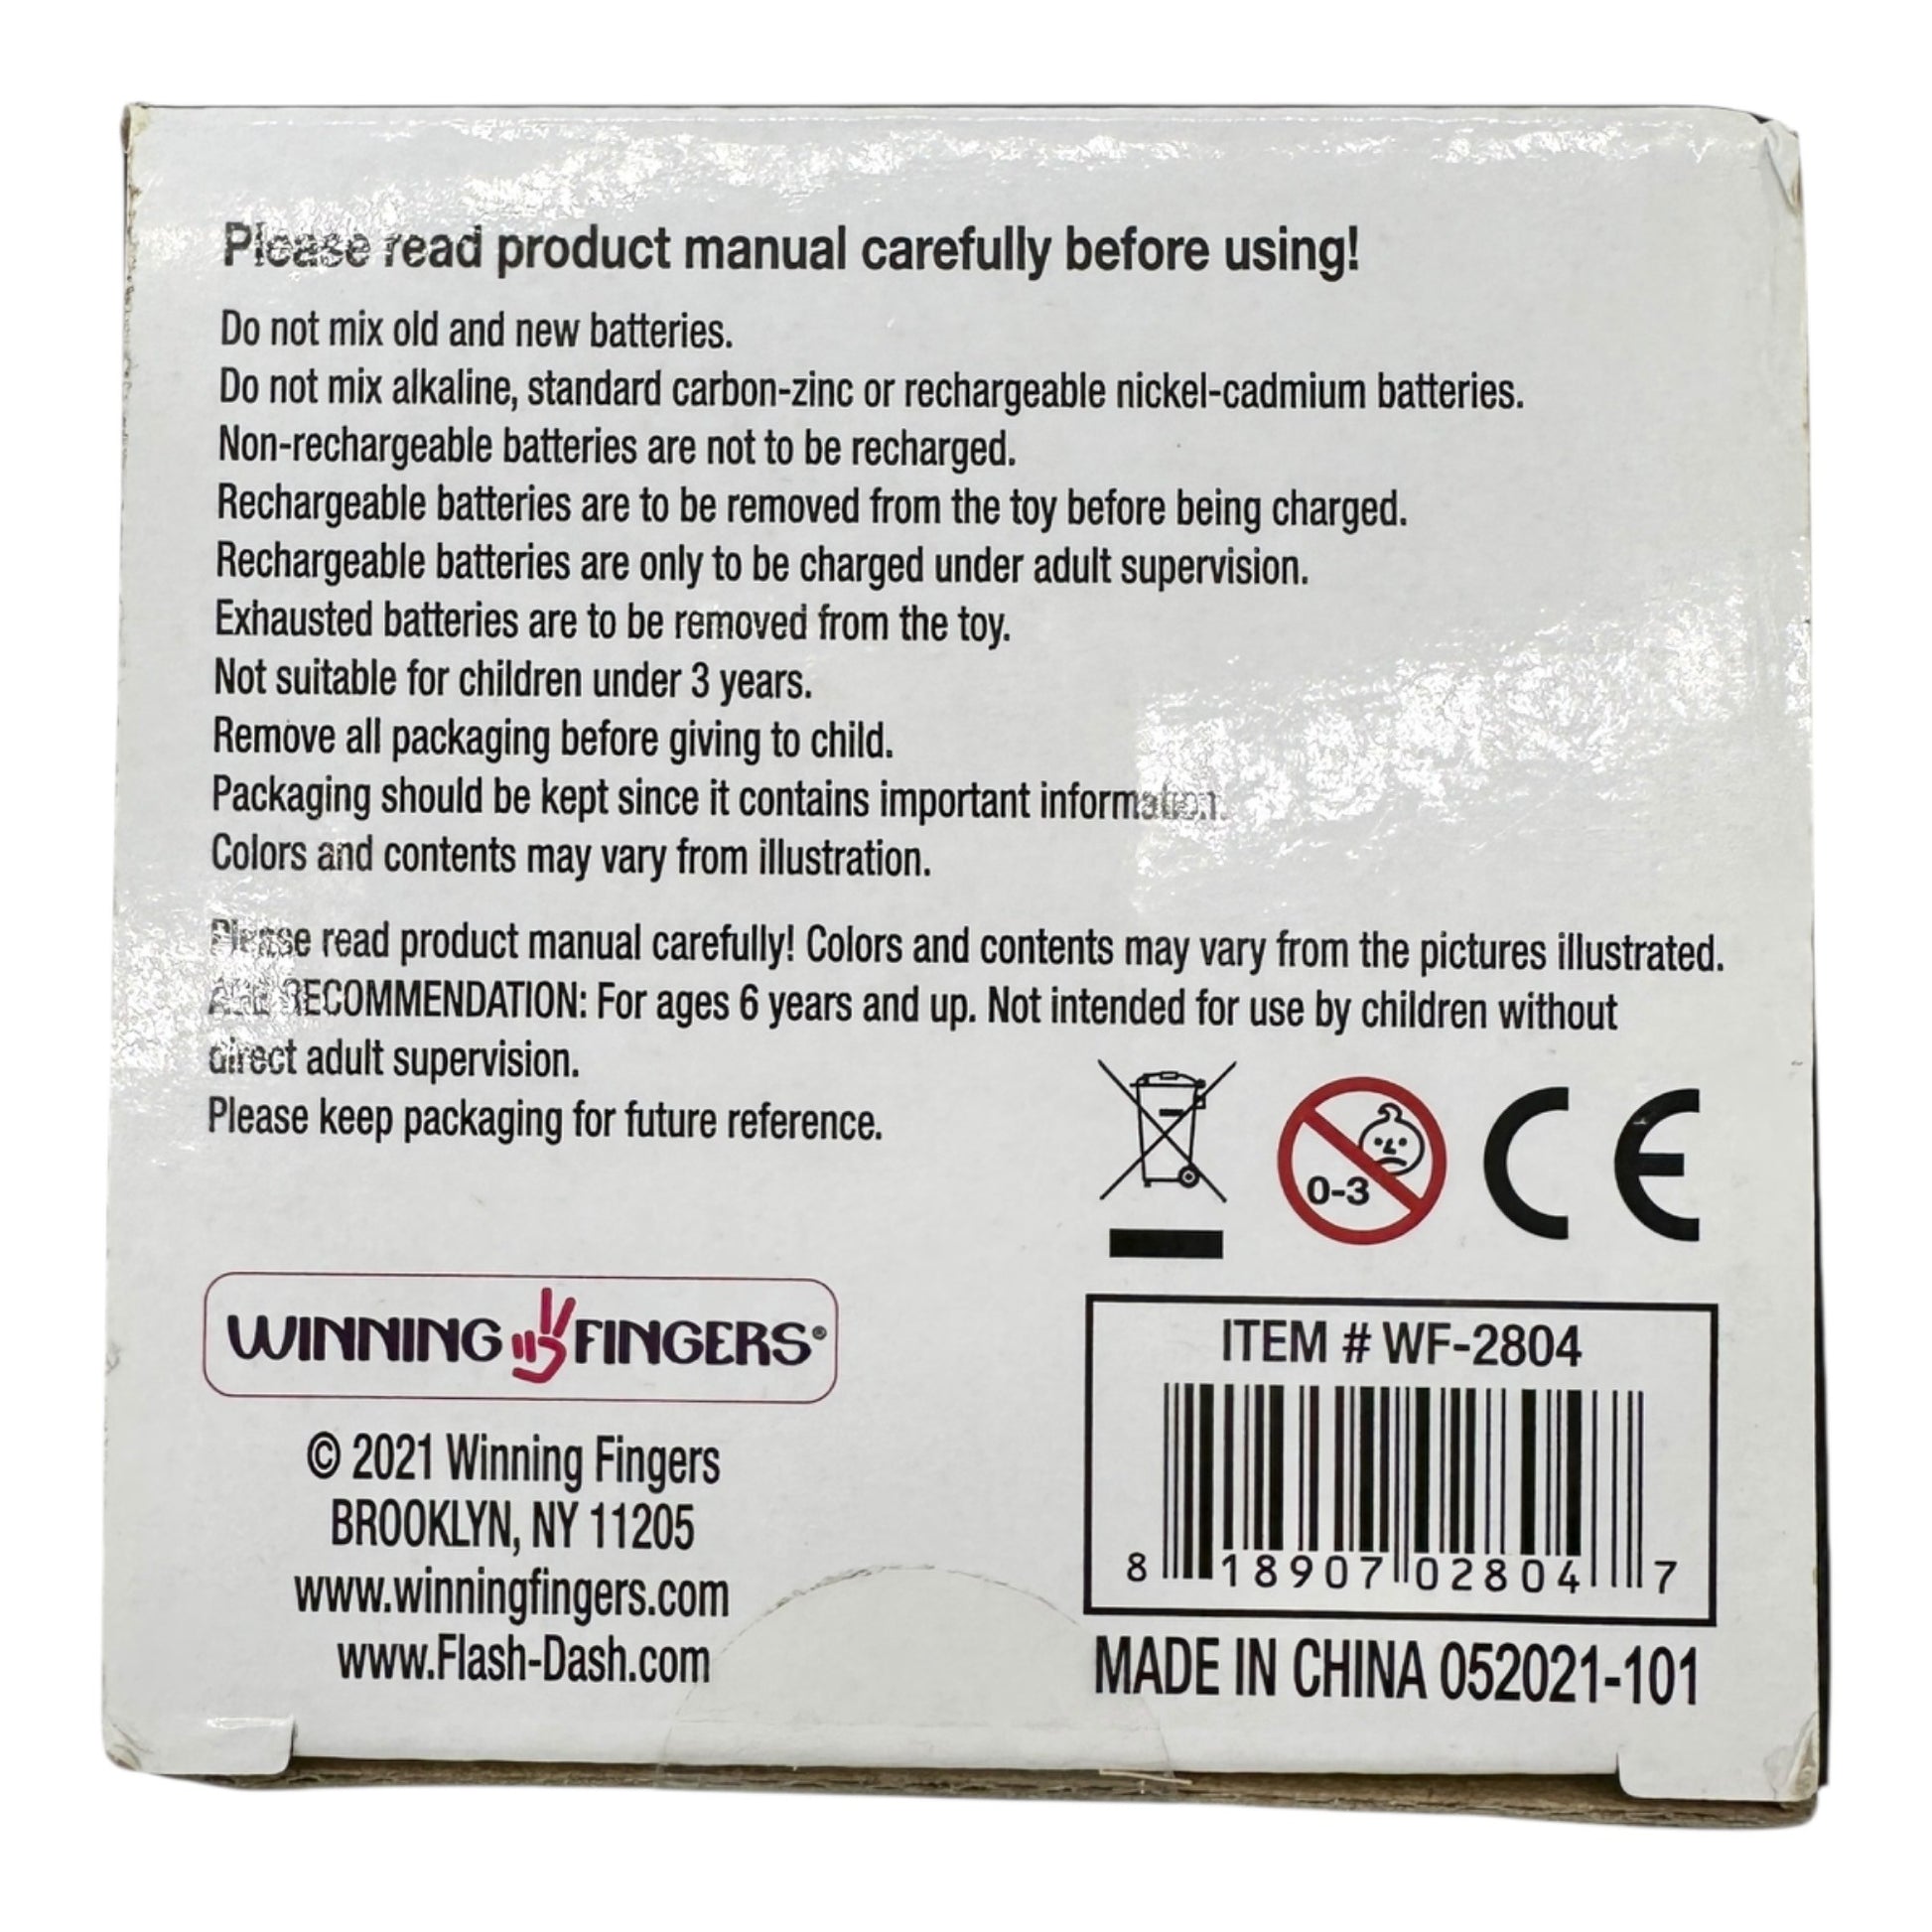 Please read product manual carefully before using!
Do not mix old and new batteries.
Do not mix alkaline, standard carbon-zinc or rechargeable nickel-cadmium batteries.
Non-rechargeable batteries are not to be recharged.
Rechargeable batteries are to be removed from the toy before being charged.
Rechargeable batteries are only to be charged under adult supervision.
Exhausted batteries are to be removed from the toy.
Not suitable for children under 3 years.
Remove all packaging before giving to child.
Packaging should be kept since it contains important information.
Colors and contents may vary from illustration.
Please read product manual carefully! Colors and contents may vary from the pictures illustrated.
AGE RECOMMENDATION: For ages 6 years and up. Not intended for use by children without
direct adult supervision.
Please keep packaging for future reference.
0-3
CE
WINNING FINGERS®
© 2021 Winning Fingers
BROOKLYN, NY 11205
www.winningfingers.com
www.Flash-Dash.com
ITEM # WF-2804
8 18907 02804 7
MADE IN CHINA 052021-101